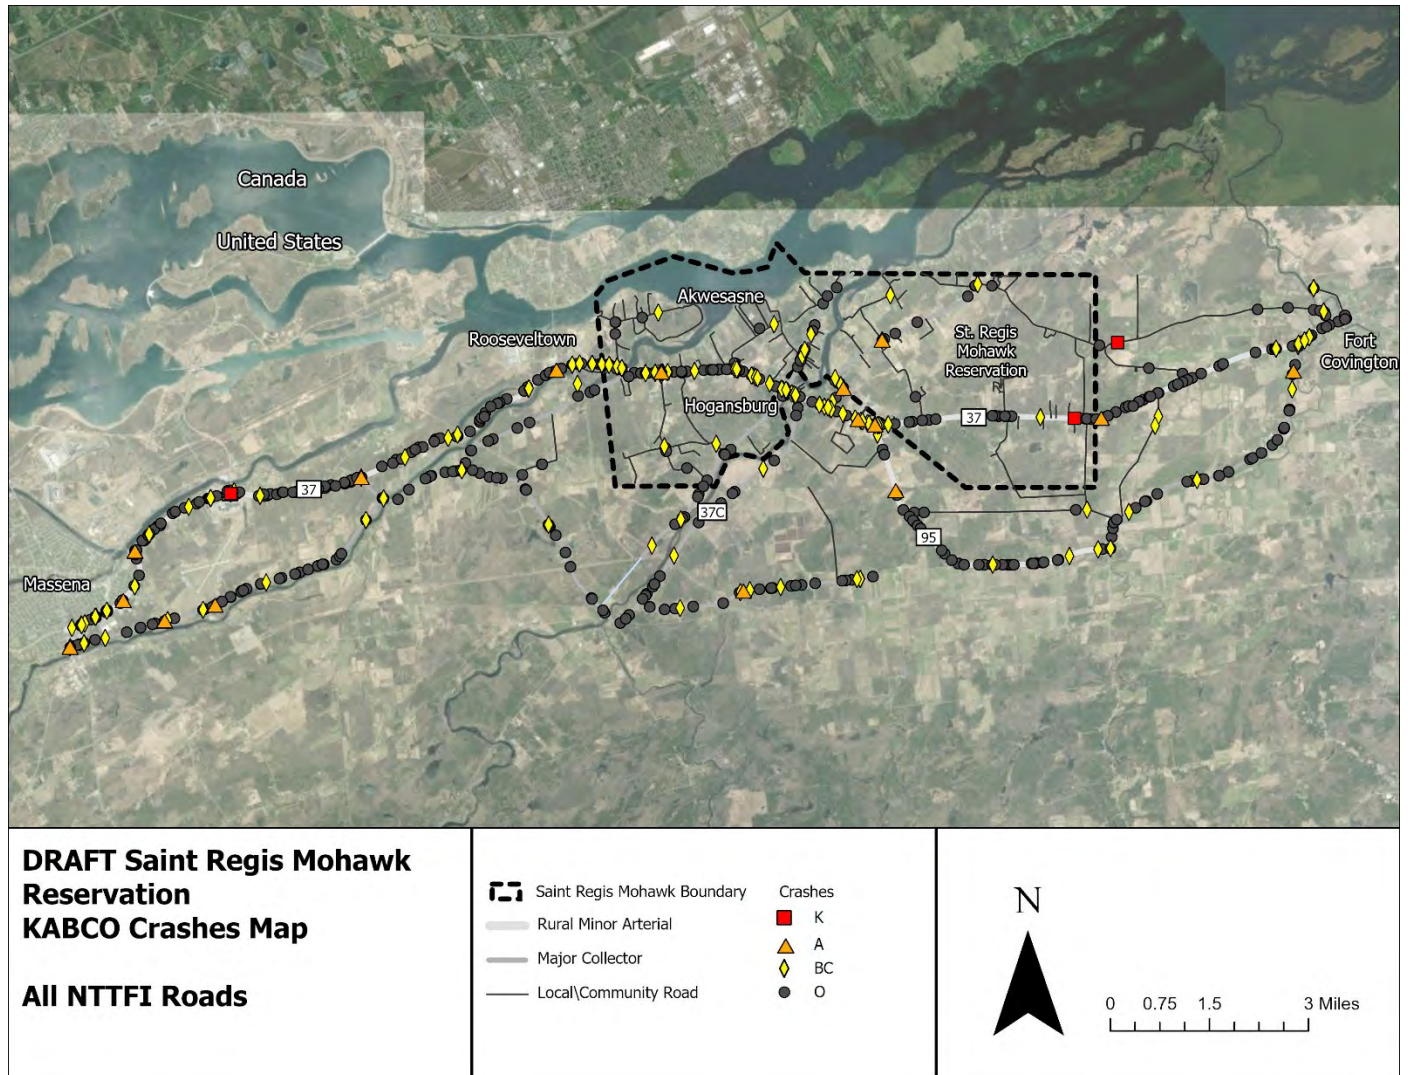 Canada
United States
Akwesasne
Rooseveltown
St. Regis
Mohawk
Reservation
Fort
Covington
Hogansburg
37
37
37C
95
Massena
DRAFT Saint Regis Mohawk
Reservation
KABCO Crashes Map
All NTTFI Roads
Saint Regis Mohawk Boundary
Rural Minor Arterial
Major Collector
Local\Community Road
Crashes
K
A
BC
O
N
0 0.75 1.5 3 Miles